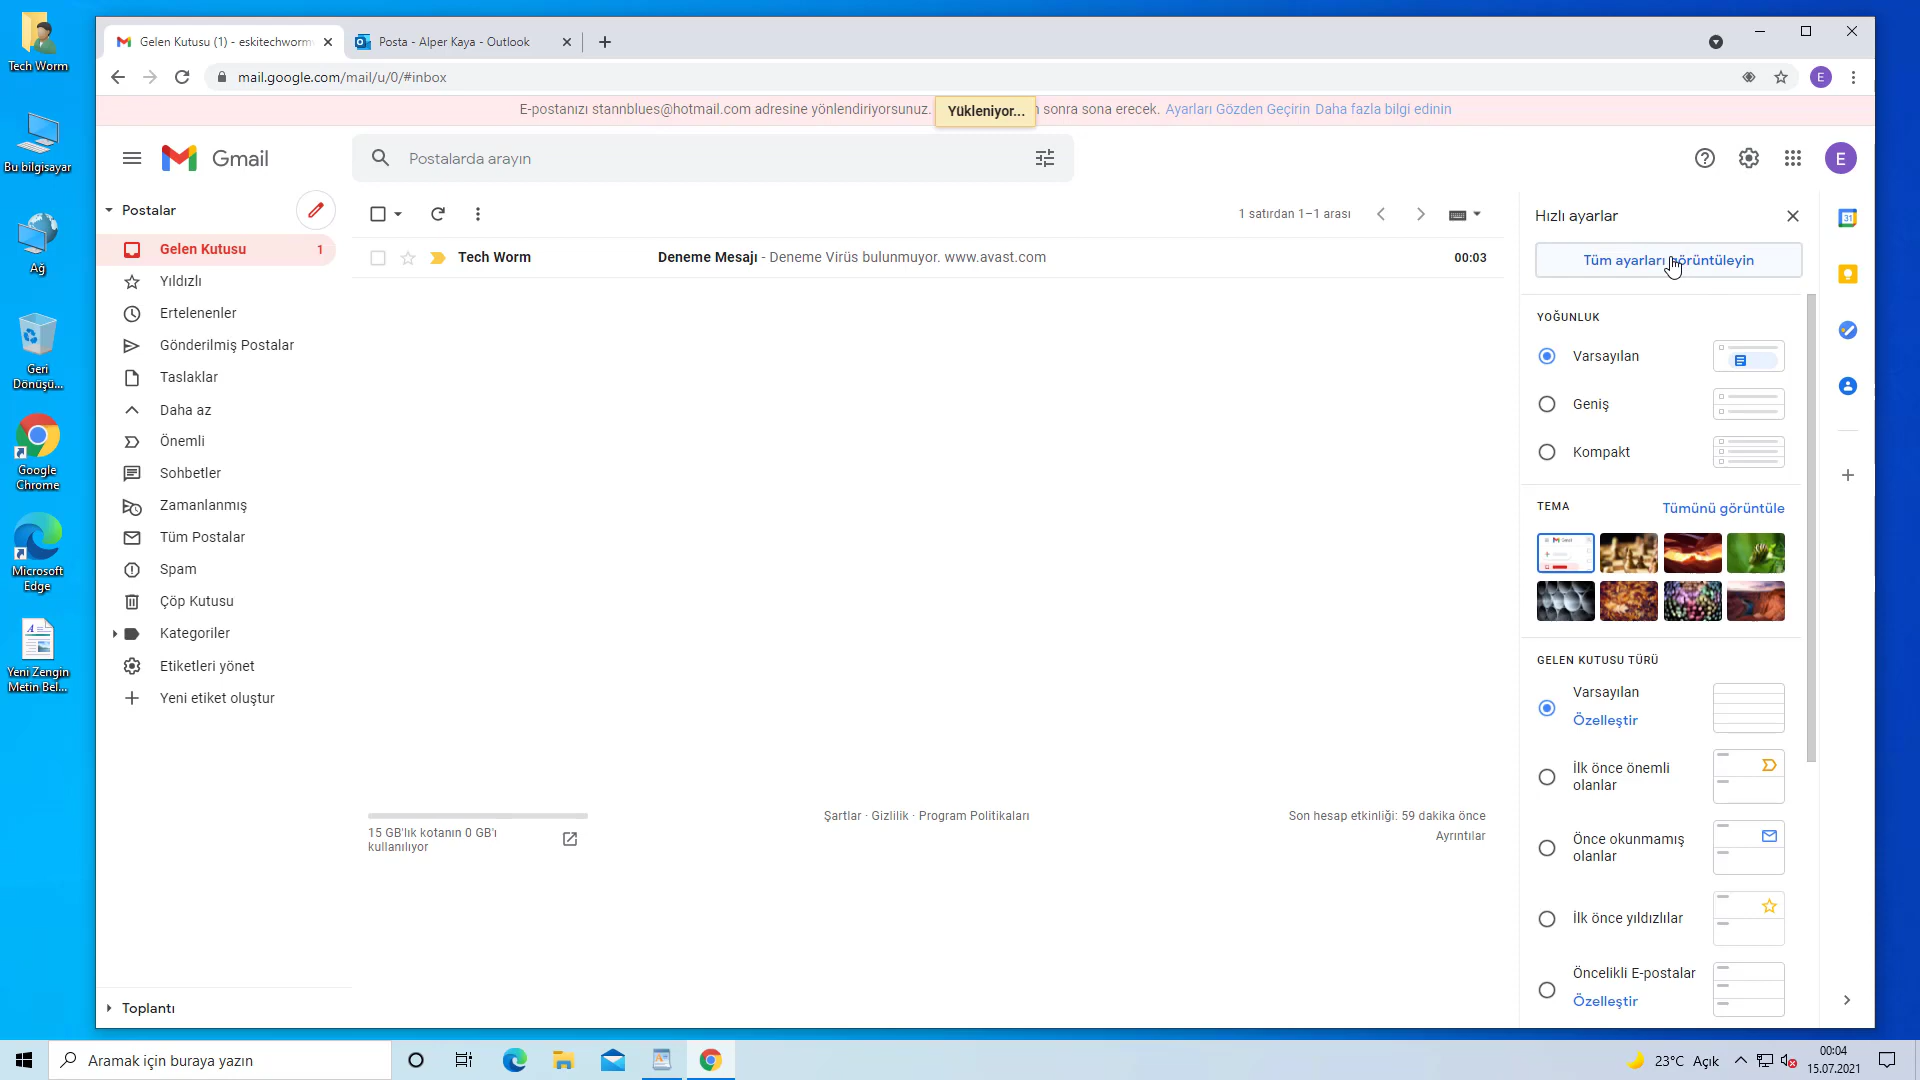 Tech Worm
Bu bilgisayar
Ağ
Geri
Dönüşü...
Google
Chrome
Microsoft
Edge
Yeni Zengin
Metin Bel...
Gelen Kutusu (1) - eskitechworm
Posta - Alper Kaya - Outlook
mail.google.com/mail/u/0/#inbox
E
E-postanızı stannblues@hotmail.com adresine yönlendiriyorsunuz. Yükleniyor... sonra sona erecek. Ayarları Gözden Geçirin Daha fazla bilgi edinin
Gmail
Postalarda arayın
E
Postalar
Gelen Kutusu 1
Yıldızlı
Ertelenenler
Gönderilmiş Postalar
Taslaklar
Daha az
Önemli
Sohbetler
Zamanlanmış
Tüm Postalar
Spam
Çöp Kutusu
Kategoriler
Etiketleri yönet
Yeni etiket oluştur
Toplantı
1 satırdan 1–1 arası
Tech Worm Deneme Mesajı - Deneme Virüs bulunmuyor. www.avast.com 00:03
15 GB'lık kotanın 0 GB'ı
kullanılıyor
Şartlar · Gizlilik · Program Politikaları
Son hesap etkinliği: 59 dakika önce
Ayrıntılar
Hızlı ayarlar
Tüm ayarları görüntüleyin
YOĞUNLUK
Varsayılan
Geniş
Kompakt
TEMA Tümünü görüntüle
Gmail
GELEN KUTUSU TÜRÜ
Varsayılan
Özelleştir
İlk önce önemli
olanlar
Önce okunmamış
olanlar
İlk önce yıldızlılar
Öncelikli E-postalar
Özelleştir
31
Aramak için buraya yazın
23°C Açık
00:04
15.07.2021